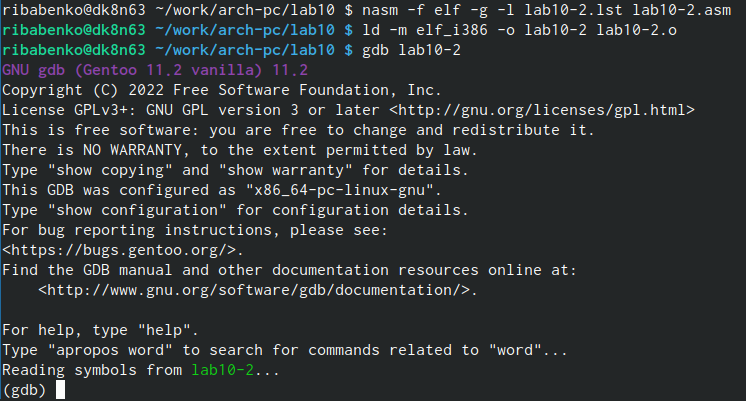 ribabenko@dk8n63 ~/work/arch-pc/lab10 $ nasm -f elf -g -l lab10-2.lst lab10-2.asm
ribabenko@dk8n63 ~/work/arch-pc/lab10 $ ld -m elf_i386 -o lab10-2 lab10-2.o
ribabenko@dk8n63 ~/work/arch-pc/lab10 $ gdb lab10-2
GNU gdb (Gentoo 11.2 vanilla) 11.2
Copyright (C) 2022 Free Software Foundation, Inc.
License GPLv3+: GNU GPL version 3 or later <http://gnu.org/licenses/gpl.html>
This is free software: you are free to change and redistribute it.
There is NO WARRANTY, to the extent permitted by law.
Type "show copying" and "show warranty" for details.
This GDB was configured as "x86_64-pc-linux-gnu".
Type "show configuration" for configuration details.
For bug reporting instructions, please see:
<https://bugs.gentoo.org/>.
Find the GDB manual and other documentation resources online at:
    <http://www.gnu.org/software/gdb/documentation/>.

For help, type "help".
Type "apropos word" to search for commands related to "word"...
Reading symbols from lab10-2...
(gdb)